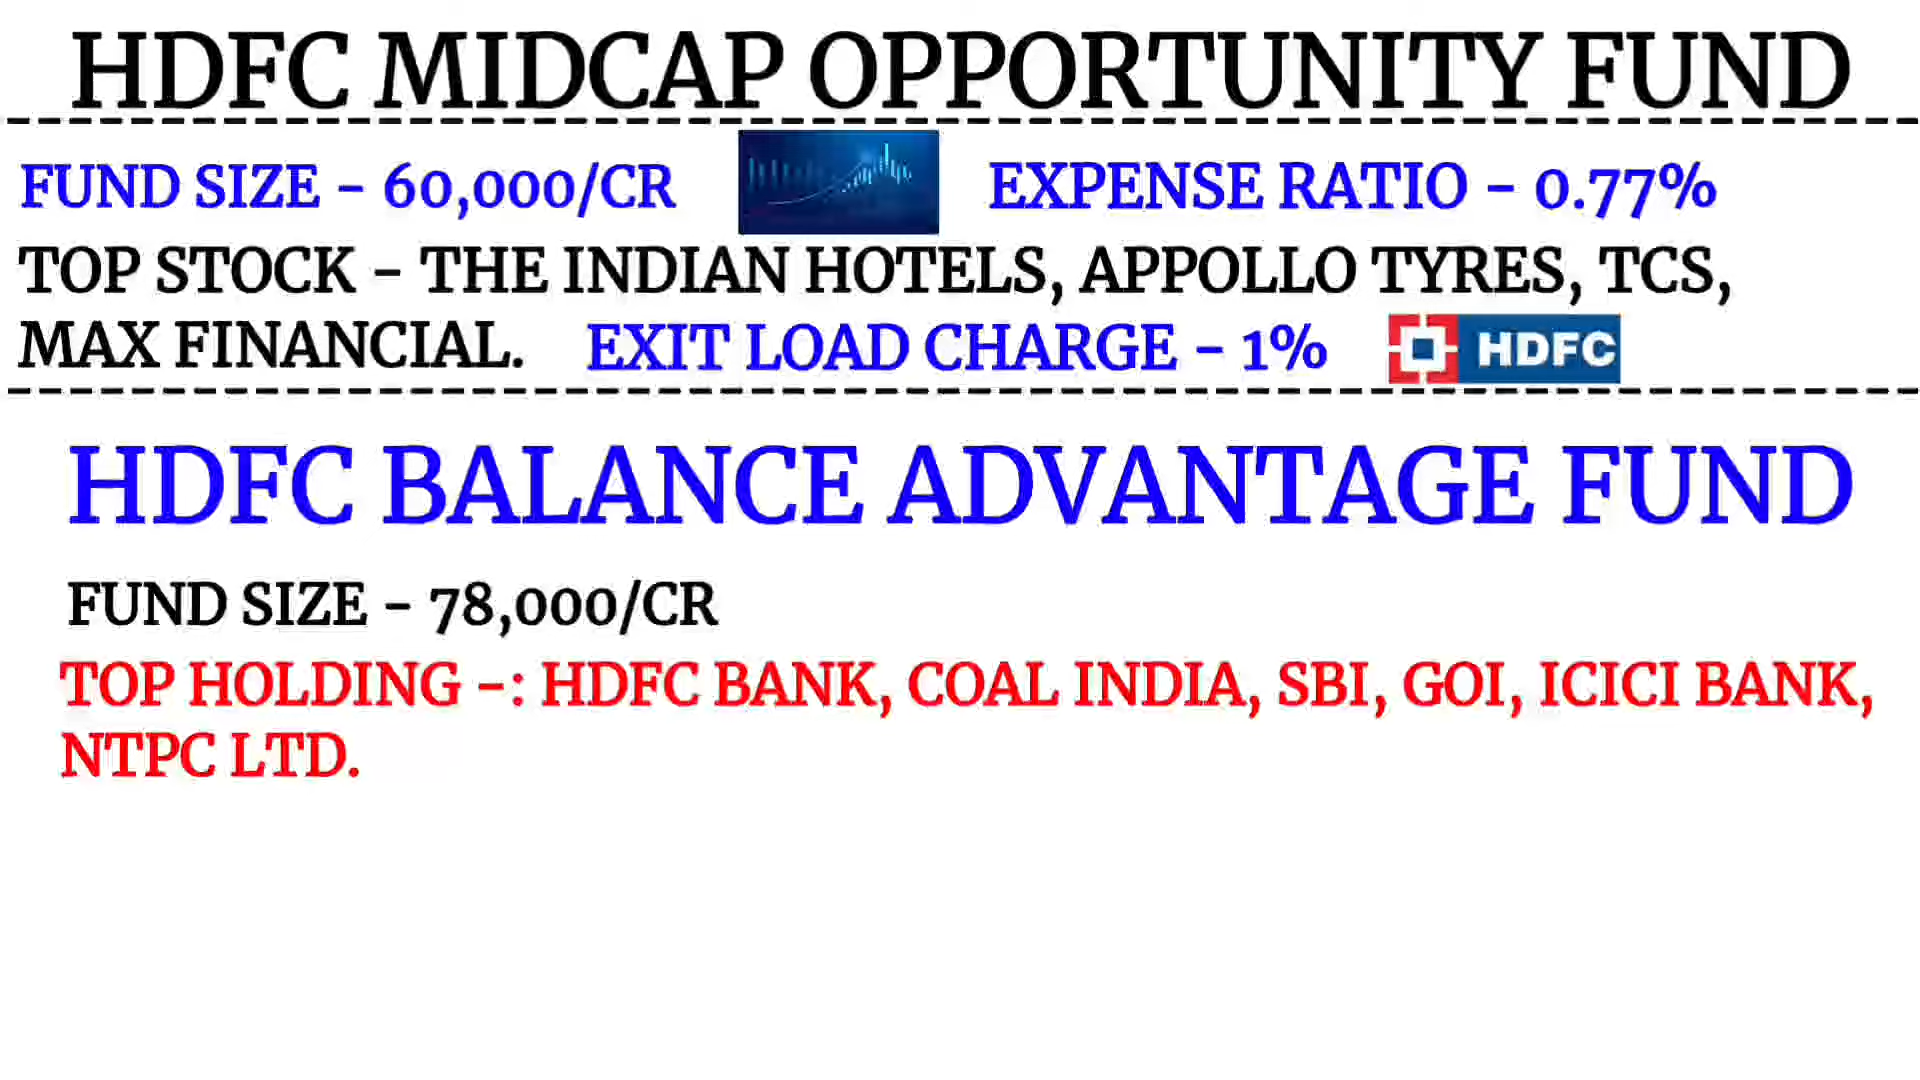 HDFC MIDCAP OPPORTUNITY FUND
FUND SIZE - 60,000/CR EXPENSE RATIO - 0.77%
TOP STOCK - THE INDIAN HOTELS, APPOLLO TYRES, TCS,
MAX FINANCIAL. EXIT LOAD CHARGE - 1% HDFC
HDFC BALANCE ADVANTAGE FUND
FUND SIZE - 78,000/CR
TOP HOLDING -: HDFC BANK, COAL INDIA, SBI, GOI, ICICI BANK,
NTPC LTD.